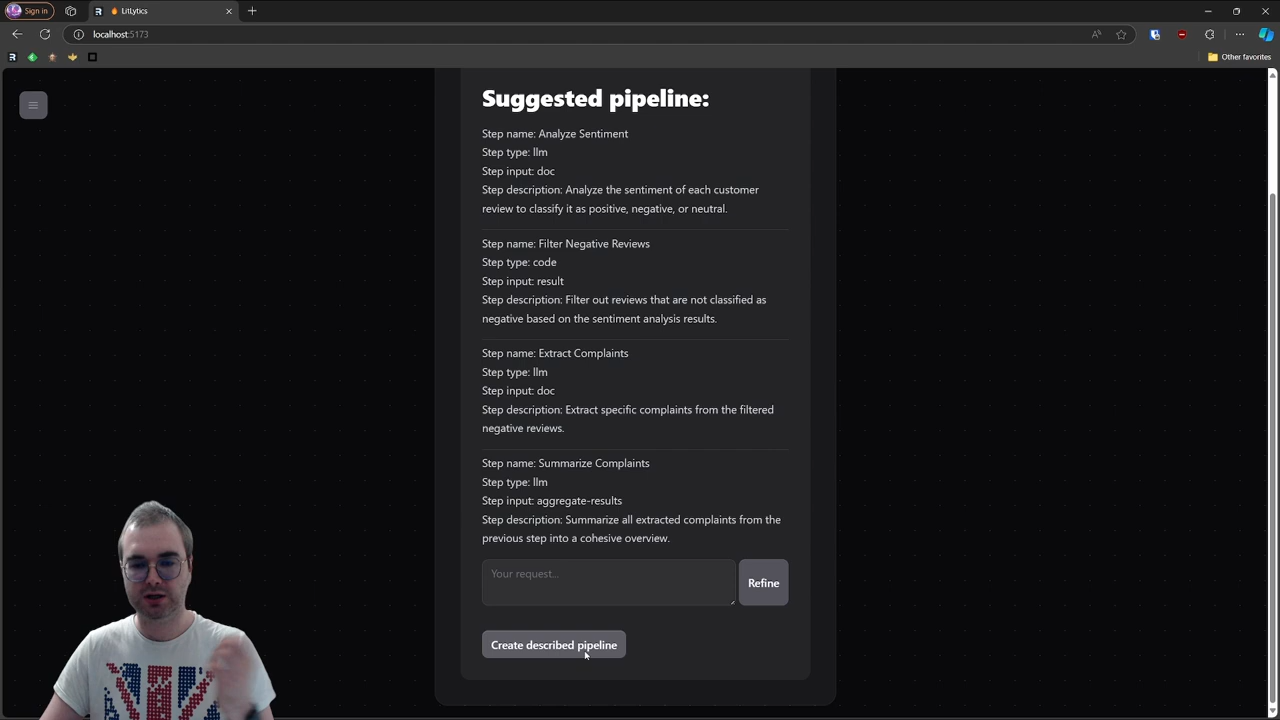 Sign in
LitLytics
localhost:5173
Other favorites
Suggested pipeline:
Step name: Analyze Sentiment
Step type: llm
Step input: doc
Step description: Analyze the sentiment of each customer
review to classify it as positive, negative, or neutral.
Step name: Filter Negative Reviews
Step type: code
Step input: result
Step description: Filter out reviews that are not classified as
negative based on the sentiment analysis results.
Step name: Extract Complaints
Step type: llm
Step input: doc
Step description: Extract specific complaints from the filtered
negative reviews.
Step name: Summarize Complaints
Step type: llm
Step input: aggregate-results
Step description: Summarize all extracted complaints from the
previous step into a cohesive overview.
Your request...
Refine
Create described pipeline